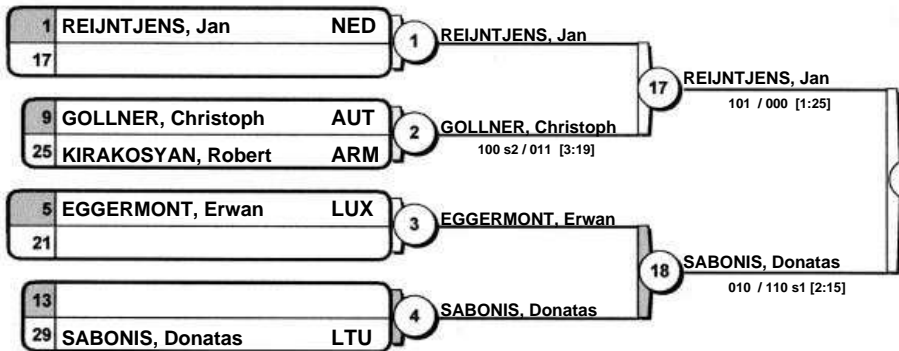 1 REIJNTJENS, Jan NED
17
1
REIJNTJENS, Jan
9 GOLLNER, Christoph AUT
25 KIRAKOSYAN, Robert ARM
2
GOLLNER, Christoph
100 s2 / 011 [3:19]
17
REIJNTJENS, Jan
101 / 000 [1:25]
5 EGGERMONT, Erwan LUX
21
3
EGGERMONT, Erwan
13
29 SABONIS, Donatas LTU
4
SABONIS, Donatas
18
SABONIS, Donatas
010 / 110 s1 [2:15]